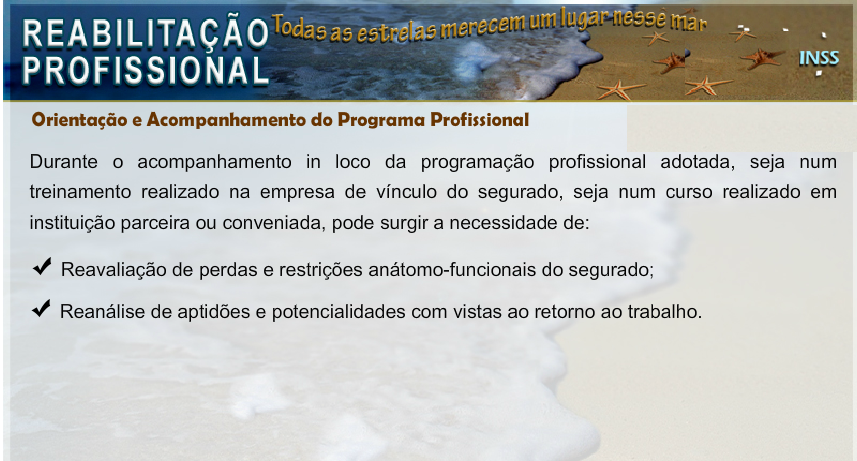 REABILITAÇÃO
PROFISSIONAL
Todas as estrelas merecem um lugar nesse mar
INSS
Orientação e Acompanhamento do Programa Profissional
Durante o acompanhamento in loco da programação profissional adotada, seja num
treinamento realizado na empresa de vínculo do segurado, seja num curso realizado em
instituição parceira ou conveniada, pode surgir a necessidade de:
✓ Reavaliação de perdas e restrições anátomo-funcionais do segurado;
✓ Reanálise de aptidões e potencialidades com vistas ao retorno ao trabalho.